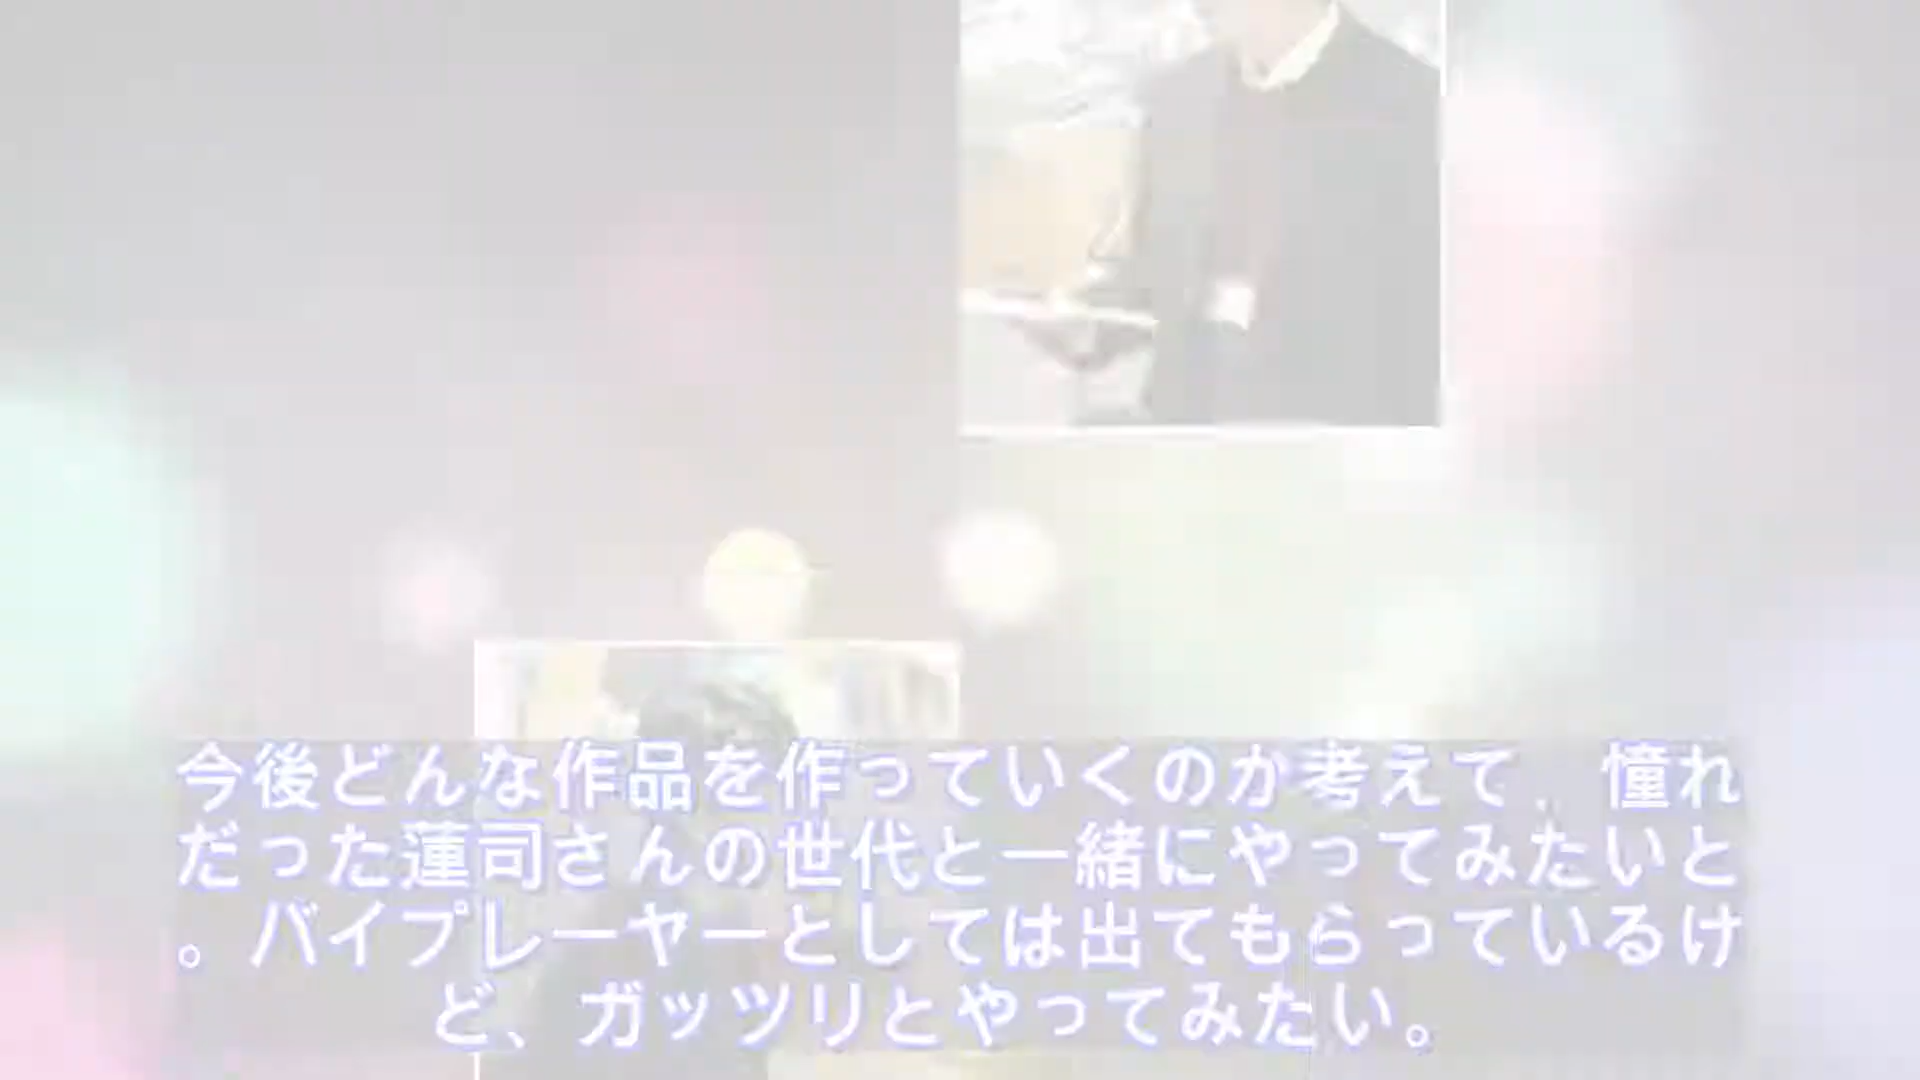 今後どんな作品を作っていくのか考えて、憧れ
だった蓮司さんの世代と一緒にやってみたいと
。バイプレーヤーとしては出てもらっているけ
ど、ガッツリとやってみたい。